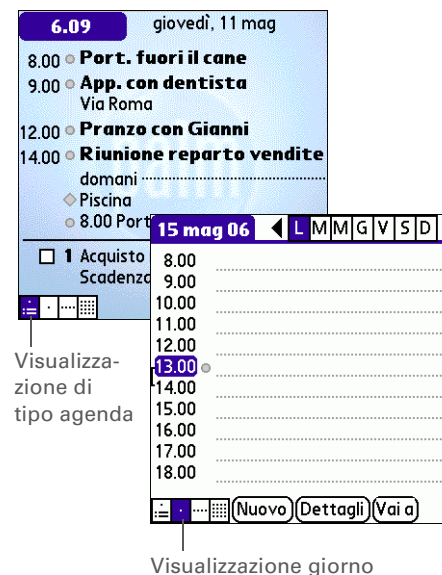 6.09 giovedì, 11 mag
8.00 Port. fuori il cane
9.00 App. con dentista
Via Roma
12.00 Pranzo con Gianni
14.00 Riunione reparto vendite
domani
Piscina
8.00 Port
1 Acquisto
Scadenza
15 mag 06 L M M G V S D
8.00
9.00
10.00
11.00
12.00
13.00
14.00
15.00
16.00
17.00
18.00
Nuovo Dettagli Vai a
Visualizza-
zione di
tipo agenda
Visualizzazione giorno